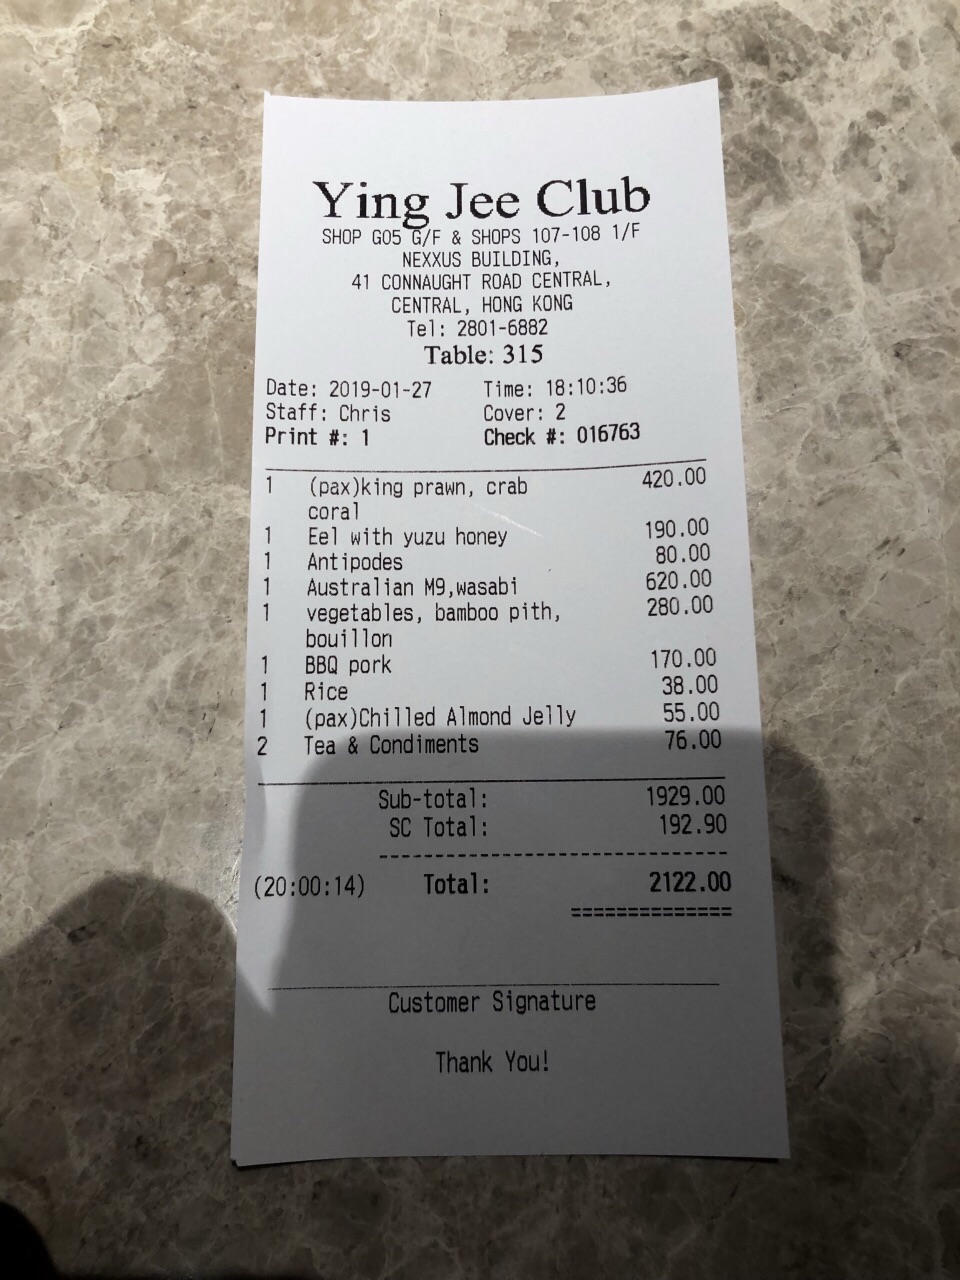 Ying Jee Club
SHOP G05 G/F & SHOPS 107-108 1/F
NEXXUS BUILDING,
41 CONNAUGHT ROAD CENTRAL,
CENTRAL, HONG KONG
Tel: 2801-6882
Table: 315
Date: 2019-01-27 Time: 18:10:36
Staff: Chris Cover: 2
Print #: 1 Check #: 016763
1 (pax)king prawn, crab 420.00
coral
1 Eel with yuzu honey 190.00
1 Antipodes 80.00
1 Australian M9,wasabi 620.00
1 vegetables, bamboo pith, 280.00
bouillon
1 BBQ pork 170.00
1 Rice 38.00
1 (pax)Chilled Almond Jelly 55.00
2 Tea & Condiments 76.00
Sub-total: 1929.00
SC Total: 192.90
(20:00:14) Total: 2122.00
Customer Signature
Thank You!